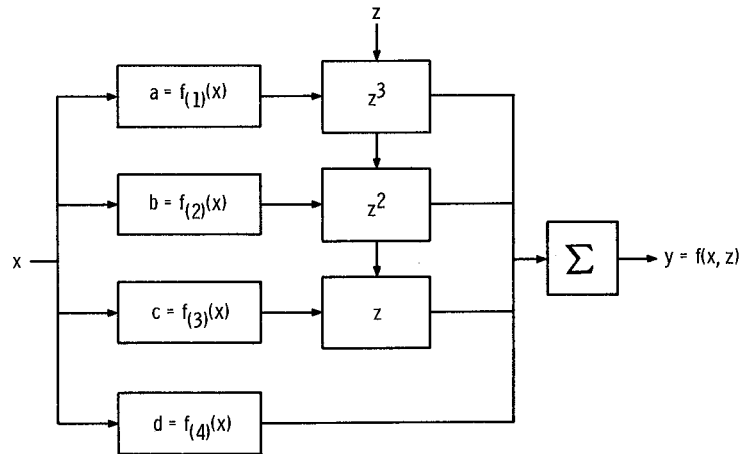 z
a = f(1)(x)
z³
b = f(2)(x)
z²
x
Σ
y = f(x, z)
c = f(3)(x)
z
d = f(4)(x)